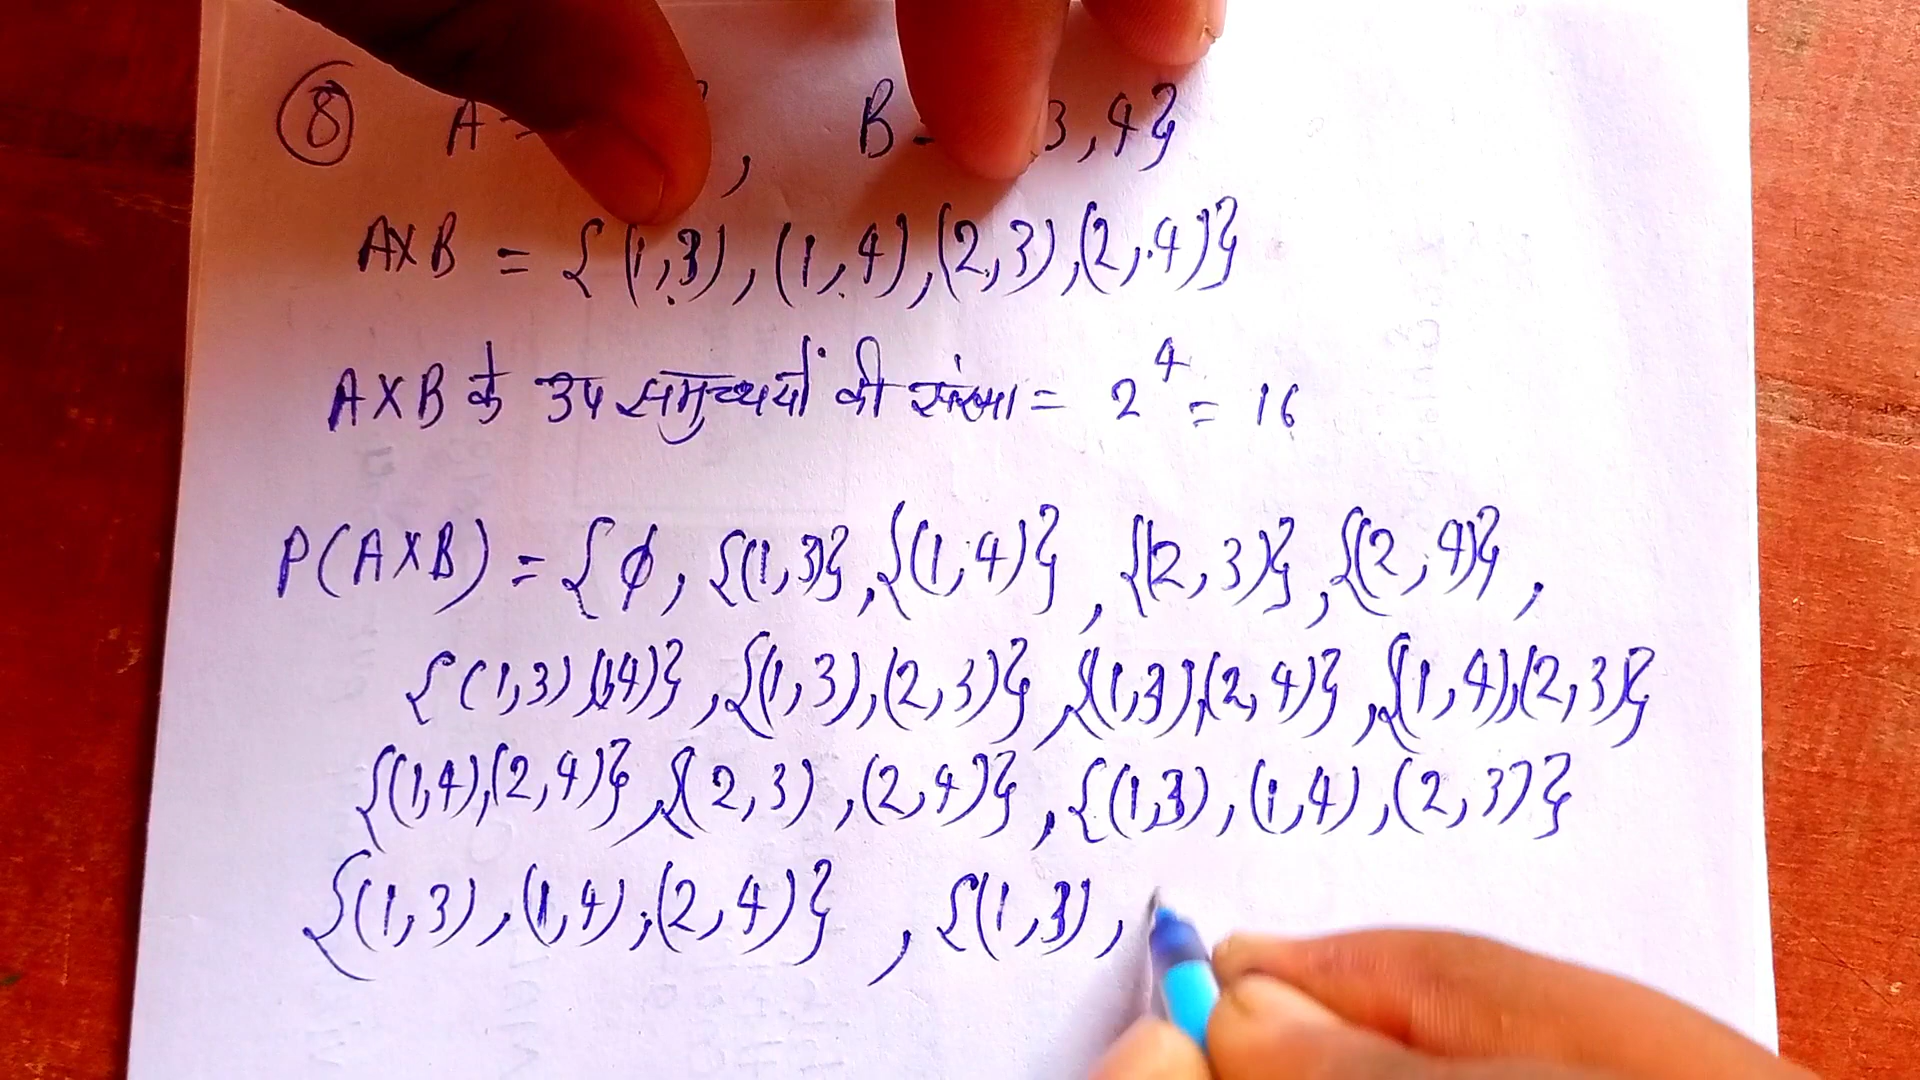 ⑧ A = }, B = 3, 4}
A×B = {(1,3), (1,4), (2,3), (2,4)}
A×B के उप समुच्चयों की संख्या = 2⁴ = 16
P(A×B) = {ϕ, {(1,3)}, {(1,4)}, {(2,3)}, {(2,4)},
{(1,3) (1,4)}, {(1,3), (2,3)}, {(1,3), (2,4)}, {(1,4), (2,3)}
{(1,4), (2,4)}, {(2,3), (2,4)}, {(1,3), (1,4), (2,3)}
{(1,3), (1,4), (2,4)}, {(1,3),